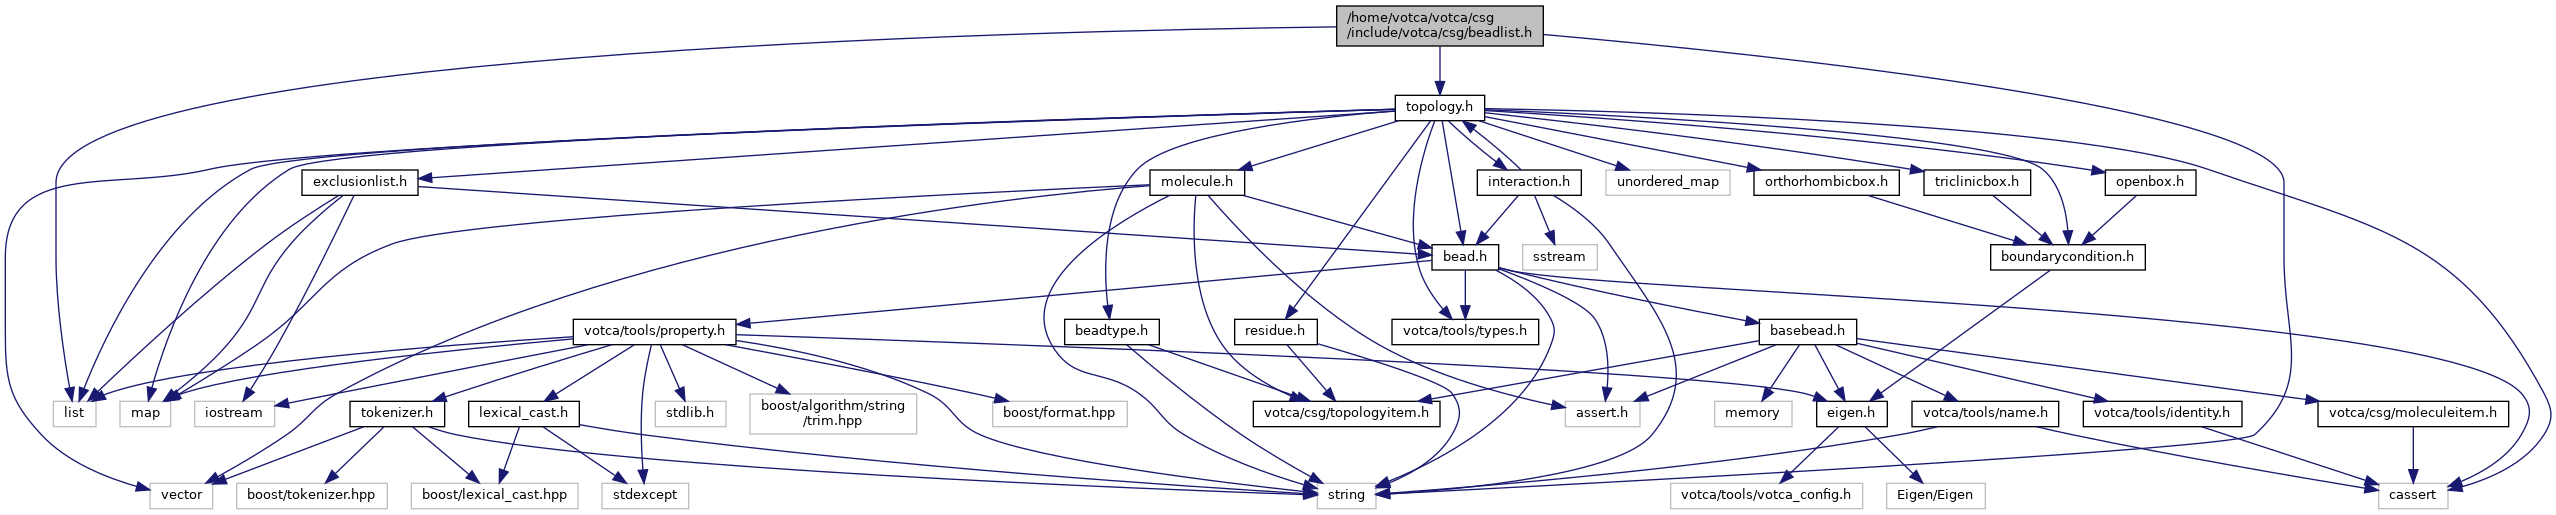 /home/votca/votca/csg
/include/votca/csg/beadlist.h
topology.h
exclusionlist.h
molecule.h
interaction.h
unordered_map
orthorhombicbox.h
triclinicbox.h
openbox.h
bead.h
sstream
boundarycondition.h
votca/tools/property.h
beadtype.h
residue.h
votca/tools/types.h
basebead.h
list
map
iostream
tokenizer.h
lexical_cast.h
stdlib.h
boost/algorithm/string
/trim.hpp
boost/format.hpp
votca/csg/topologyitem.h
assert.h
memory
eigen.h
votca/tools/name.h
votca/tools/identity.h
votca/csg/moleculeitem.h
vector
boost/tokenizer.hpp
boost/lexical_cast.hpp
stdexcept
string
votca/tools/votca_config.h
Eigen/Eigen
cassert